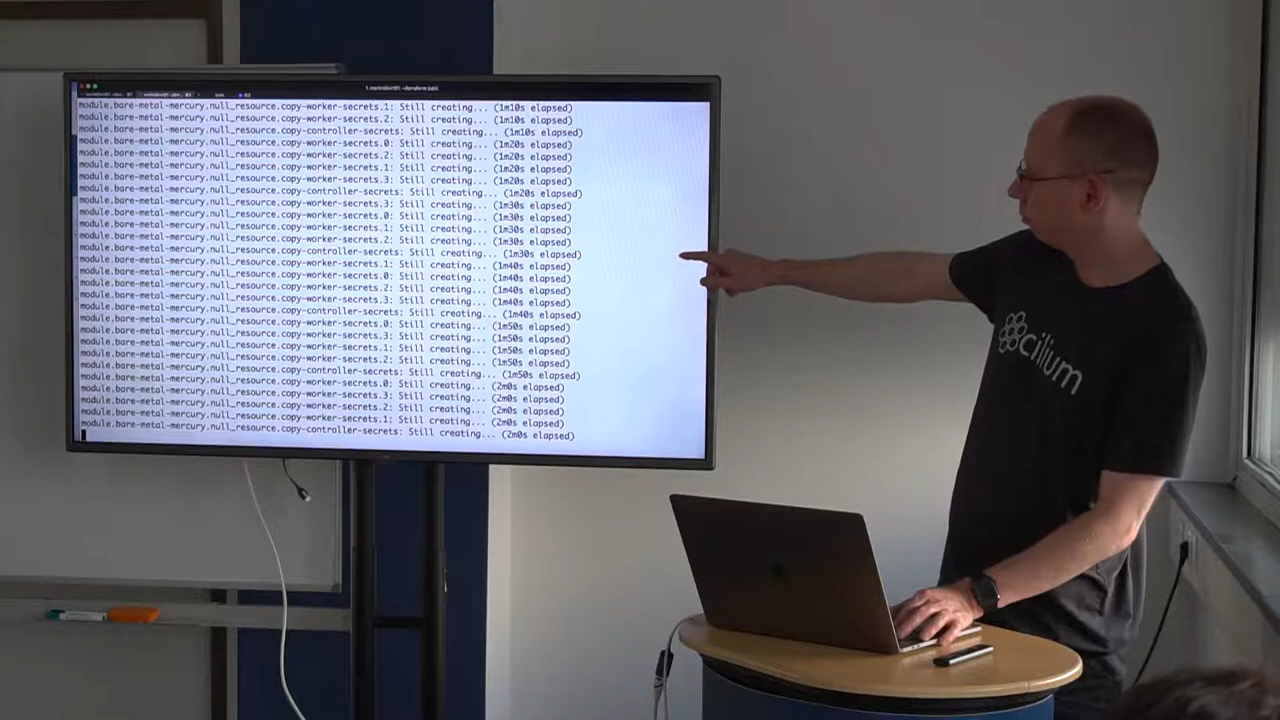 module.bare-metal-mercury.null_resource.copy-worker-secrets.1: Still creating... (1m10s elapsed)
module.bare-metal-mercury.null_resource.copy-worker-secrets.2: Still creating... (1m10s elapsed)
module.bare-metal-mercury.null_resource.copy-controller-secrets: Still creating... (1m10s elapsed)
module.bare-metal-mercury.null_resource.copy-worker-secrets.0: Still creating... (1m20s elapsed)
module.bare-metal-mercury.null_resource.copy-worker-secrets.2: Still creating... (1m20s elapsed)
module.bare-metal-mercury.null_resource.copy-worker-secrets.1: Still creating... (1m20s elapsed)
module.bare-metal-mercury.null_resource.copy-worker-secrets.3: Still creating... (1m20s elapsed)
module.bare-metal-mercury.null_resource.copy-controller-secrets: Still creating... (1m20s elapsed)
module.bare-metal-mercury.null_resource.copy-worker-secrets.3: Still creating... (1m30s elapsed)
module.bare-metal-mercury.null_resource.copy-worker-secrets.0: Still creating... (1m30s elapsed)
module.bare-metal-mercury.null_resource.copy-worker-secrets.1: Still creating... (1m30s elapsed)
module.bare-metal-mercury.null_resource.copy-worker-secrets.2: Still creating... (1m30s elapsed)
module.bare-metal-mercury.null_resource.copy-controller-secrets: Still creating... (1m30s elapsed)
module.bare-metal-mercury.null_resource.copy-worker-secrets.1: Still creating... (1m40s elapsed)
module.bare-metal-mercury.null_resource.copy-worker-secrets.0: Still creating... (1m40s elapsed)
module.bare-metal-mercury.null_resource.copy-worker-secrets.2: Still creating... (1m40s elapsed)
module.bare-metal-mercury.null_resource.copy-worker-secrets.3: Still creating... (1m40s elapsed)
module.bare-metal-mercury.null_resource.copy-controller-secrets: Still creating... (1m40s elapsed)
module.bare-metal-mercury.null_resource.copy-worker-secrets.0: Still creating... (1m50s elapsed)
module.bare-metal-mercury.null_resource.copy-worker-secrets.3: Still creating... (1m50s elapsed)
module.bare-metal-mercury.null_resource.copy-worker-secrets.1: Still creating... (1m50s elapsed)
module.bare-metal-mercury.null_resource.copy-worker-secrets.2: Still creating... (1m50s elapsed)
module.bare-metal-mercury.null_resource.copy-controller-secrets: Still creating... (1m50s elapsed)
module.bare-metal-mercury.null_resource.copy-worker-secrets.0: Still creating... (2m0s elapsed)
module.bare-metal-mercury.null_resource.copy-worker-secrets.3: Still creating... (2m0s elapsed)
module.bare-metal-mercury.null_resource.copy-worker-secrets.2: Still creating... (2m0s elapsed)
module.bare-metal-mercury.null_resource.copy-worker-secrets.1: Still creating... (2m0s elapsed)
module.bare-metal-mercury.null_resource.copy-controller-secrets: Still creating... (2m0s elapsed)
cilium